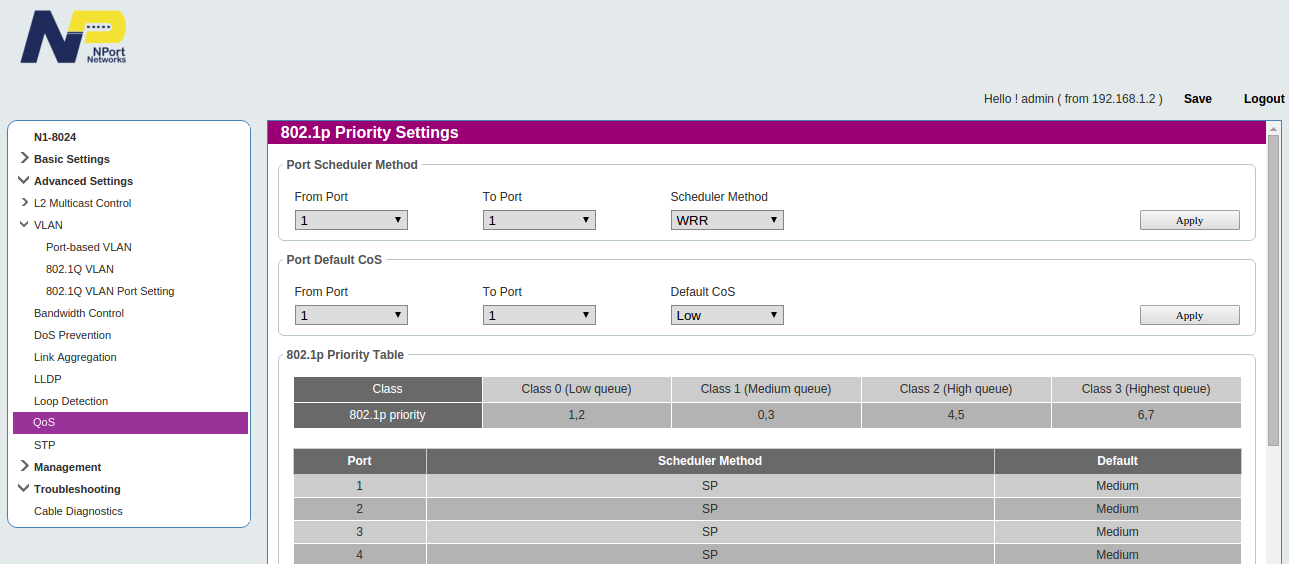 NP
NPort
Networks
Hello ! admin ( from 192.168.1.2 ) Save Logout
N1-8024
Basic Settings
Advanced Settings
L2 Multicast Control
VLAN
Port-based VLAN
802.1Q VLAN
802.1Q VLAN Port Setting
Bandwidth Control
DoS Prevention
Link Aggregation
LLDP
Loop Detection
QoS
STP
Management
Troubleshooting
Cable Diagnostics
802.1p Priority Settings
Port Scheduler Method
From Port To Port Scheduler Method
1 1 WRR Apply
Port Default CoS
From Port To Port Default CoS
1 1 Low Apply
802.1p Priority Table
Class Class 0 (Low queue) Class 1 (Medium queue) Class 2 (High queue) Class 3 (Highest queue)
802.1p priority 1,2 0,3 4,5 6,7
Port Scheduler Method Default
1 SP Medium
2 SP Medium
3 SP Medium
4 SP Medium